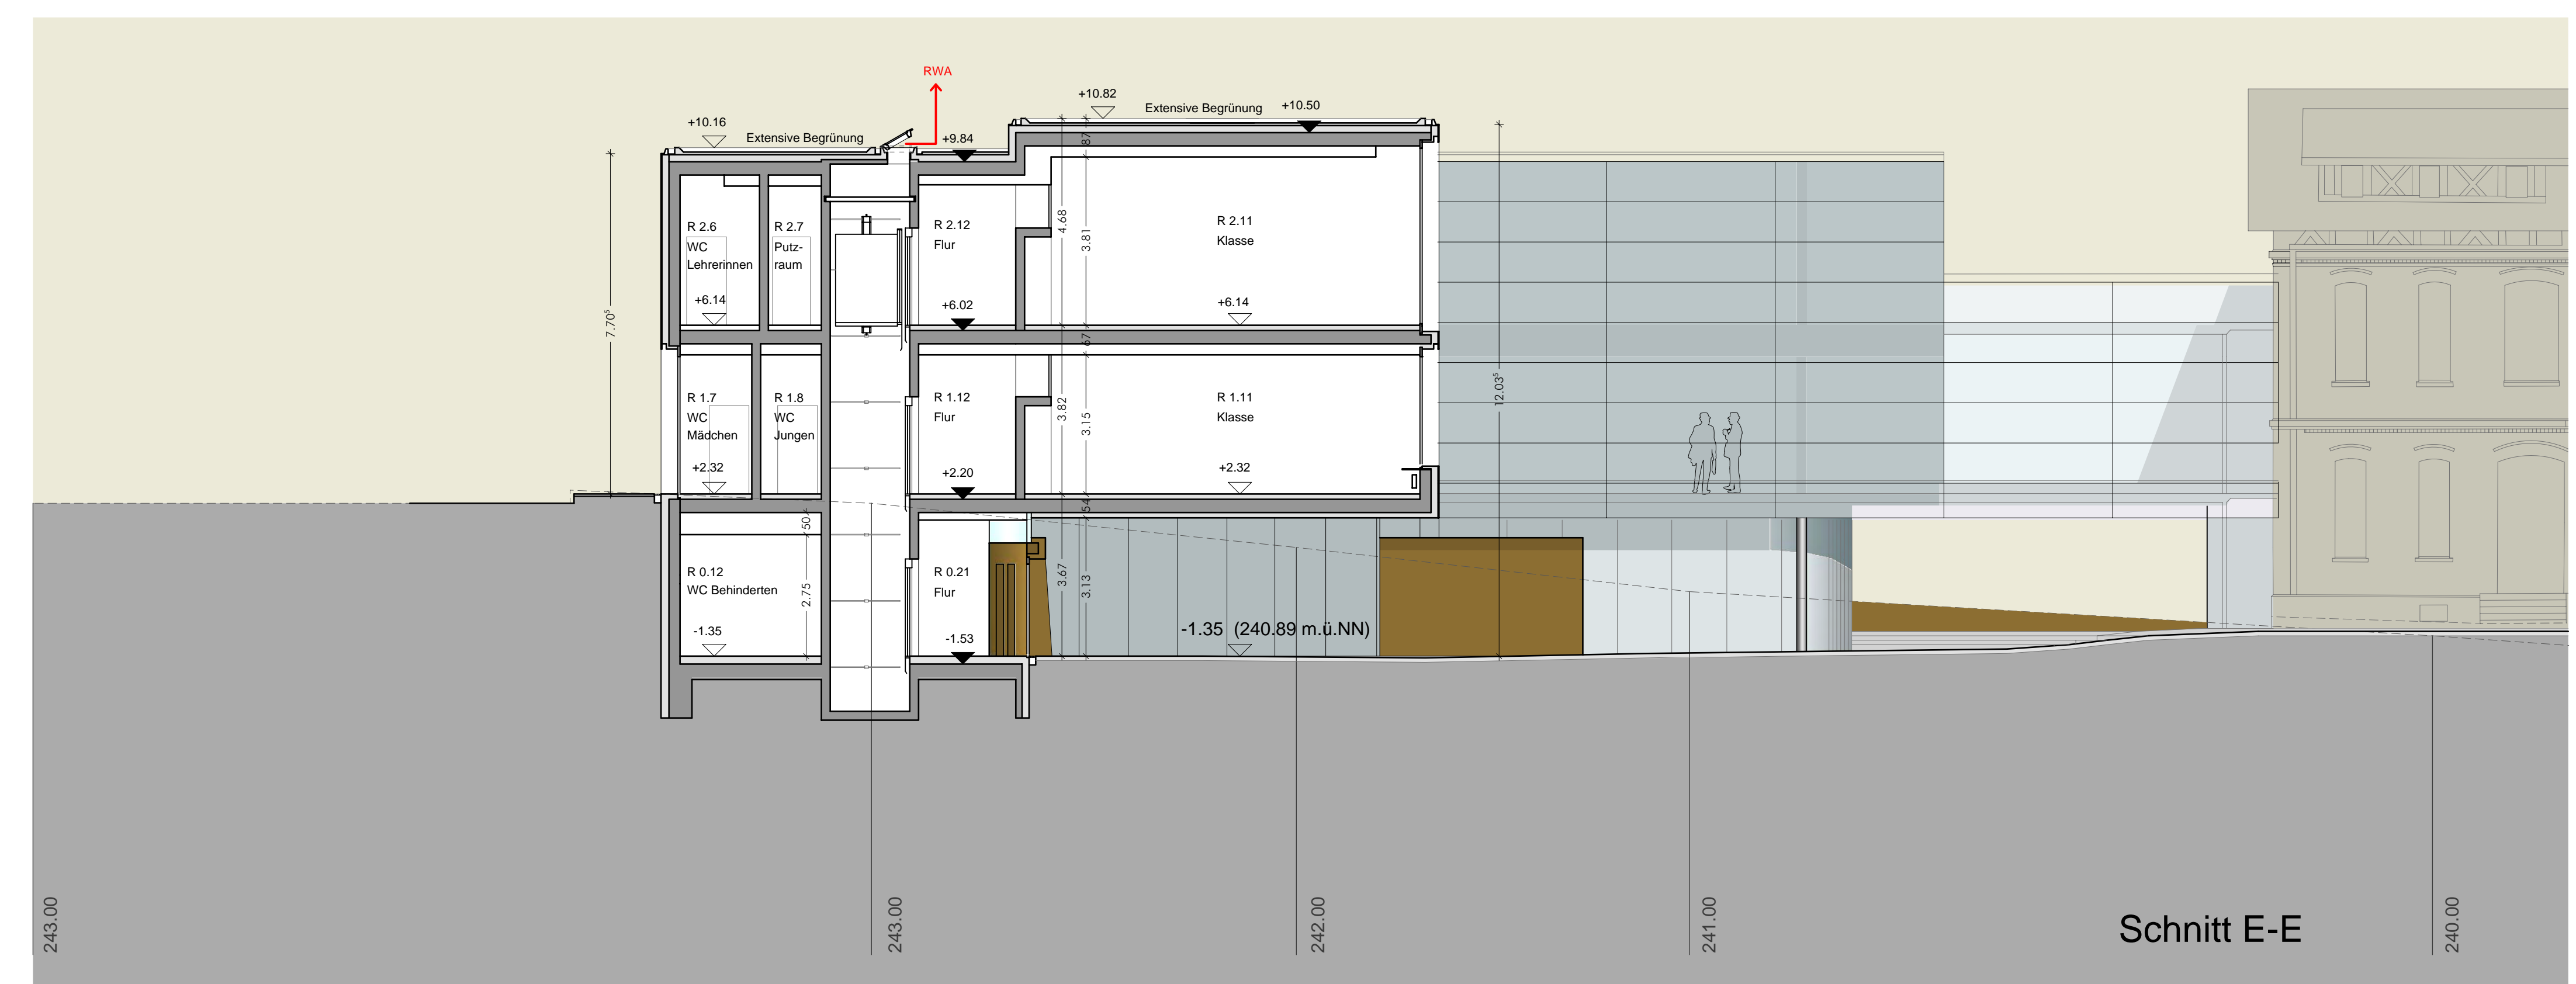 RWA
+10.82
Extensive Begrünung
+10.50
+10.16
Extensive Begrünung
+9.84
87
7.70⁵
12.03⁵
4.68
3.81
R 2.6
WC
Lehrerinnen
+6.14
R 2.7
Putz-
raum
R 2.12
Flur
+6.02
R 2.11
Klasse
+6.14
67
R 1.7
WC
Mädchen
+2.32
R 1.8
WC
Jungen
R 1.12
Flur
+2.20
3.82
3.15
R 1.11
Klasse
+2.32
54
50
R 0.12
WC Behinderten
2.75
-1.35
R 0.21
Flur
-1.53
3.67
3.13
-1.35 (240.89 m.ü.NN)
243.00
243.00
242.00
241.00
240.00
Schnitt E-E